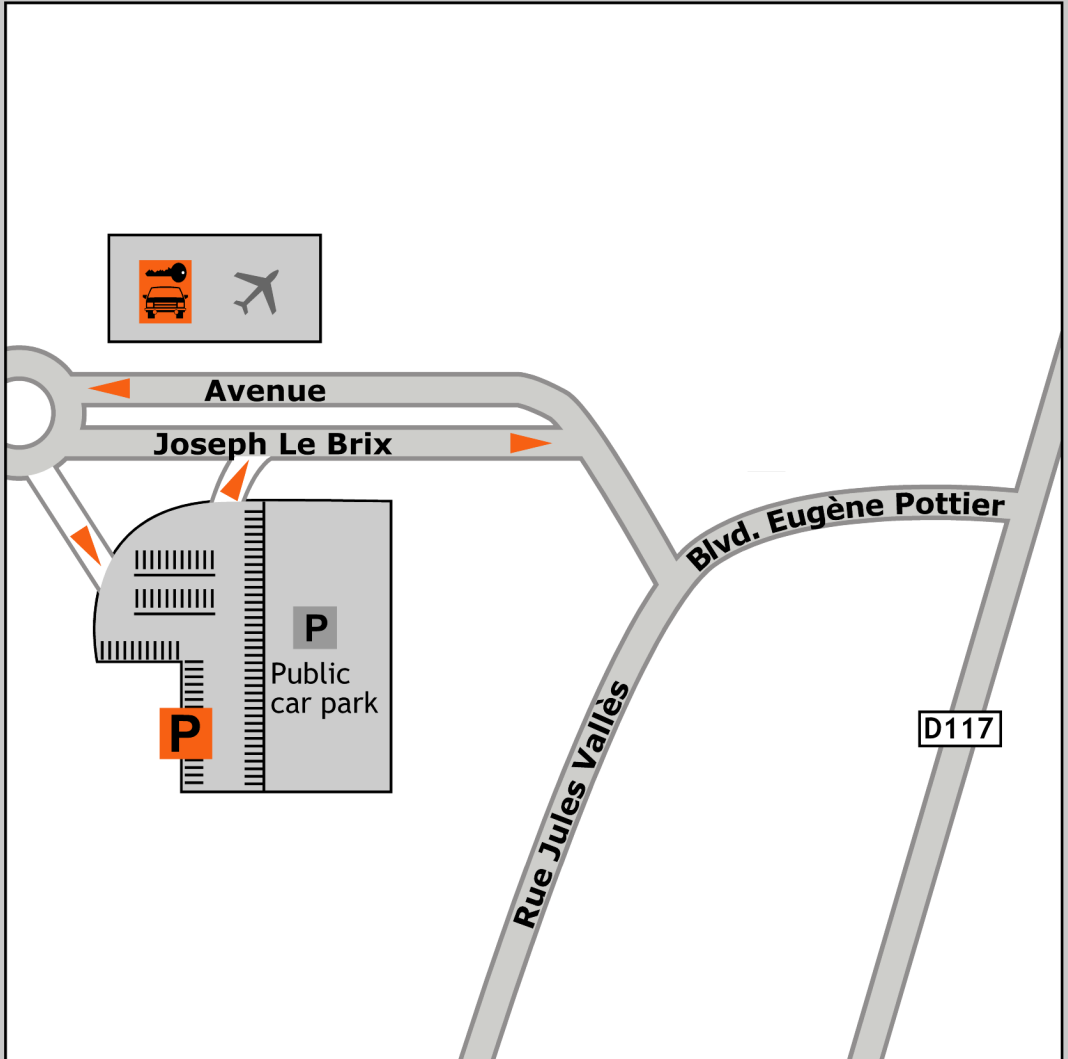 Avenue
Joseph Le Brix
Blvd. Eugène Pottier
P
Public
car park
P
D117
Rue Jules Vallès